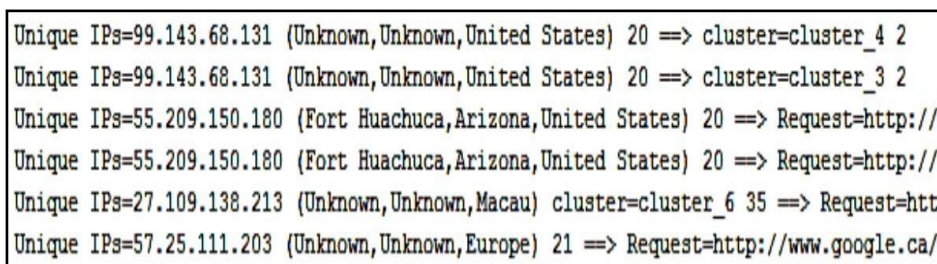 Unique IPs=99.143.68.131 (Unknown,Unknown,United States) 20 ==> cluster=cluster_4 2
Unique IPs=99.143.68.131 (Unknown,Unknown,United States) 20 ==> cluster=cluster_3 2
Unique IPs=55.209.150.180 (Fort Huachuca,Arizona,United States) 20 ==> Request=http://
Unique IPs=55.209.150.180 (Fort Huachuca,Arizona,United States) 20 ==> Request=http://
Unique IPs=27.109.138.213 (Unknown,Unknown,Macau) cluster=cluster_6 35 ==> Request=htt
Unique IPs=57.25.111.203 (Unknown,Unknown,Europe) 21 ==> Request=http://www.google.ca/